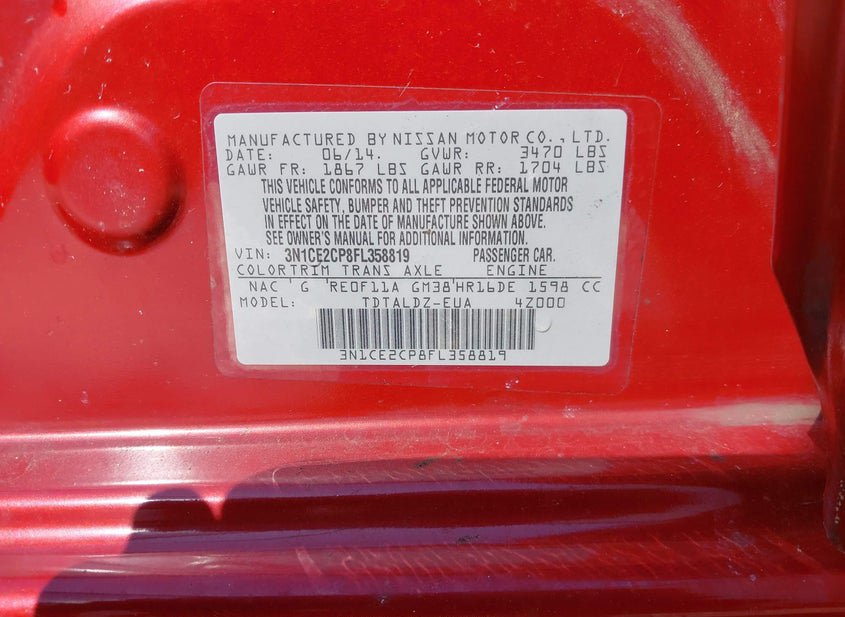 MANUFACTURED BY NISSAN MOTOR CO., LTD.
DATE: 06/14. GVWR: 3470 LBS
GAWR FR: 1867 LBS GAWR RR: 1704 LBS
THIS VEHICLE CONFORMS TO ALL APPLICABLE FEDERAL MOTOR
VEHICLE SAFETY, BUMPER AND THEFT PREVENTION STANDARDS
IN EFFECT ON THE DATE OF MANUFACTURE SHOWN ABOVE.
SEE OWNER'S MANUAL FOR ADDITIONAL INFORMATION.
VIN: 3N1CE2CP8FL358819 PASSENGER CAR.
COLORTRIM TRANS AXLE ENGINE
NAC ' G 'RE0F11A GM38'HR16DE 1598 CC
MODEL: TDTALDZ-EUA 4Z000
3N1CE2CP8FL358819